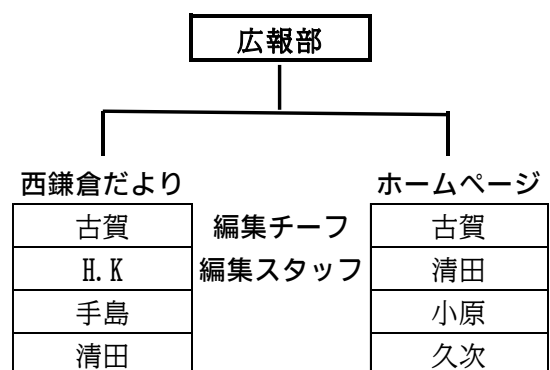 広報部
西鎌倉だより ホームページ
古賀 編集チーフ 古賀
H.K 編集スタッフ 清田
手島 小原
清田 久次